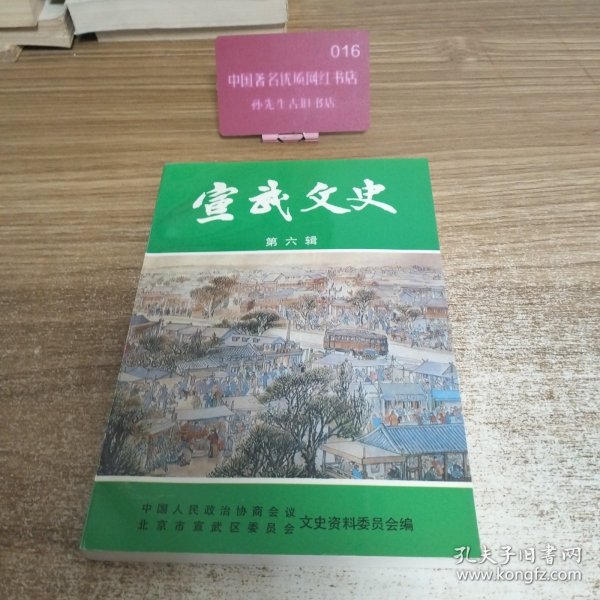 016
中国著名优质网红书店
孙先生古旧书店
宣武文史
第六辑
中国人民政治协商会议
北京市宣武区委员会
文史资料委员会编
孔夫子旧书网
www.kongfz.com